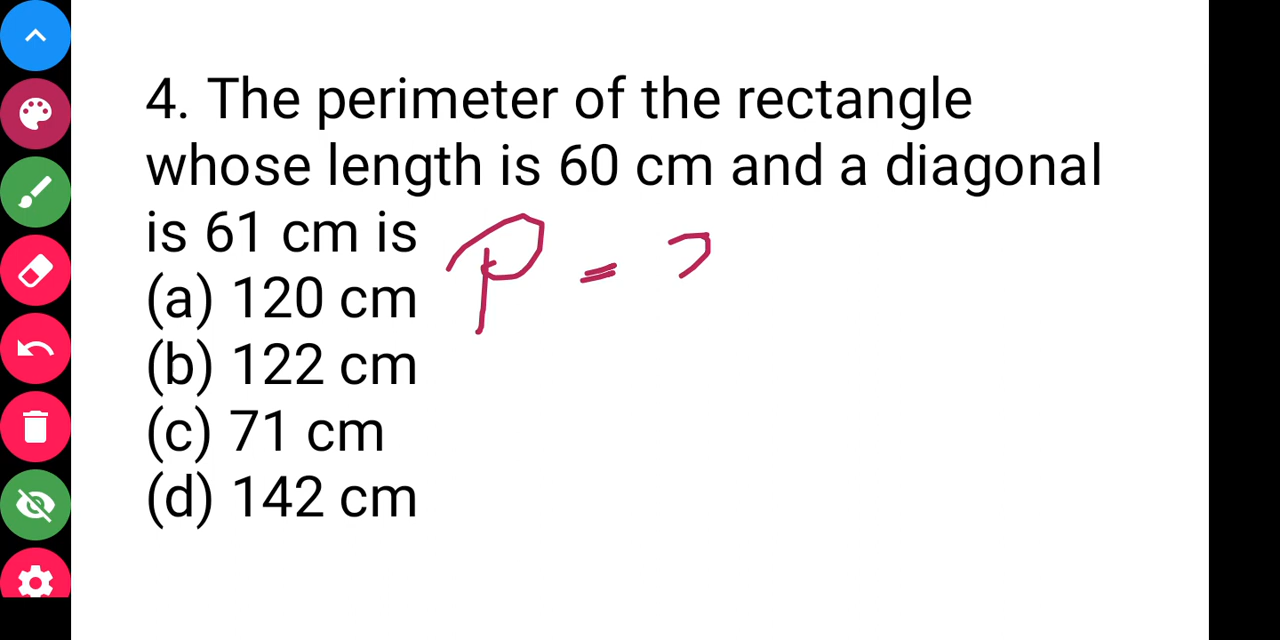 4. The perimeter of the rectangle
whose length is 60 cm and a diagonal
is 61 cm is
P =
(a) 120 cm
(b) 122 cm
(c) 71 cm
(d) 142 cm